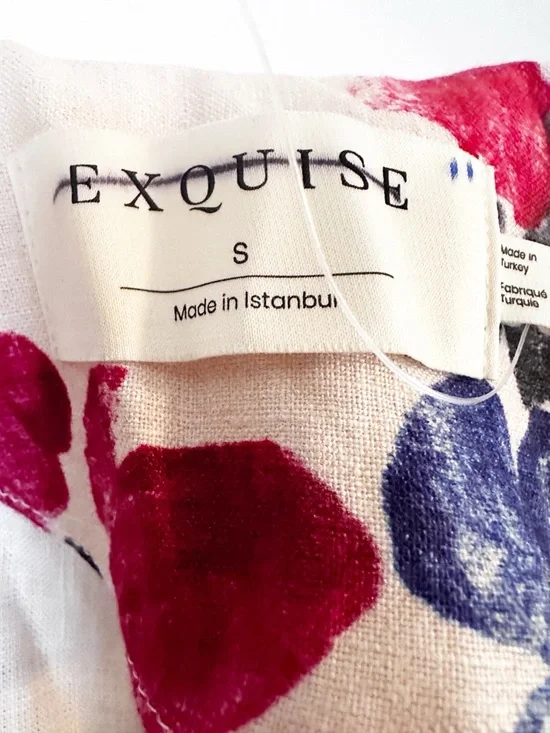 EXQUISE
S
Made in Istanbul
Made in
Turkey
Fabriqué
Turquie